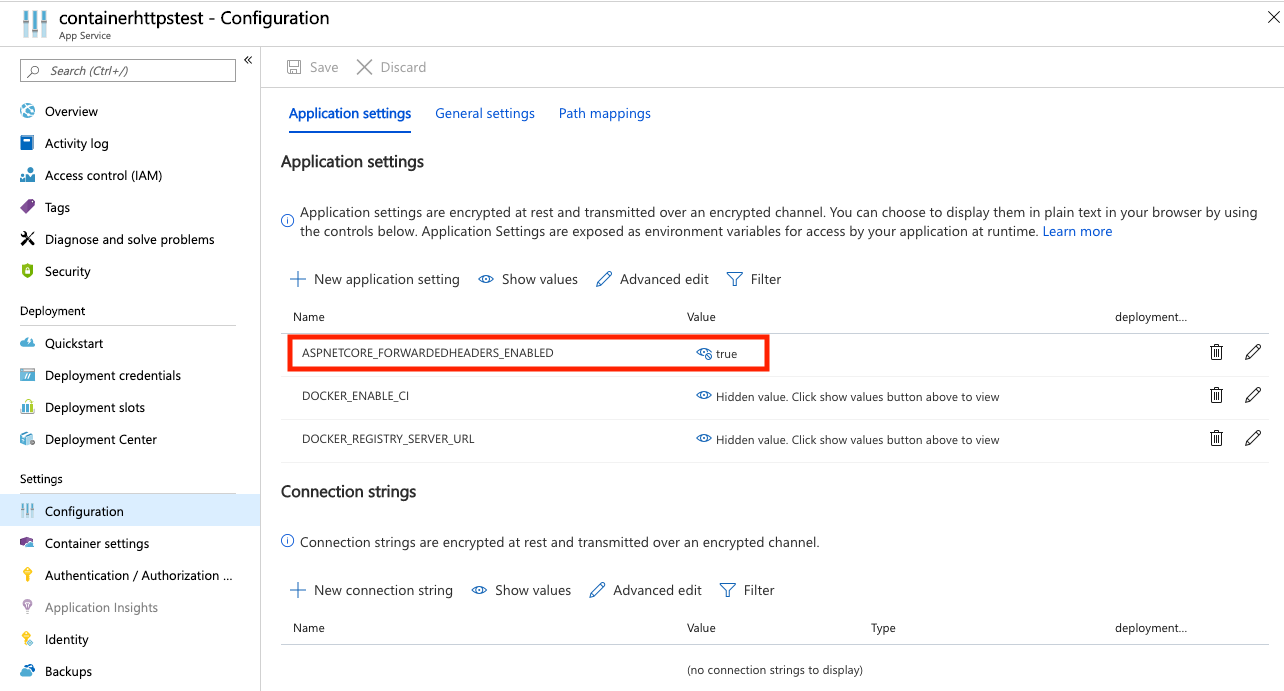 containerhttpstest - Configuration
App Service
Search (Ctrl+/)
Overview
Activity log
Access control (IAM)
Tags
Diagnose and solve problems
Security
Deployment
Quickstart
Deployment credentials
Deployment slots
Deployment Center
Settings
Configuration
Container settings
Authentication / Authorization ...
Application Insights
Identity
Backups
Save Discard
Application settings General settings Path mappings
Application settings
Application settings are encrypted at rest and transmitted over an encrypted channel. You can choose to display them in plain text in your browser by using
the controls below. Application Settings are exposed as environment variables for access by your application at runtime. Learn more
New application setting Show values Advanced edit Filter
Name Value deployment...
ASPNETCORE_FORWARDEDHEADERS_ENABLED true
DOCKER_ENABLE_CI Hidden value. Click show values button above to view
DOCKER_REGISTRY_SERVER_URL Hidden value. Click show values button above to view
Connection strings
Connection strings are encrypted at rest and transmitted over an encrypted channel.
New connection string Show values Advanced edit Filter
Name Value Type deployment...
(no connection strings to display)